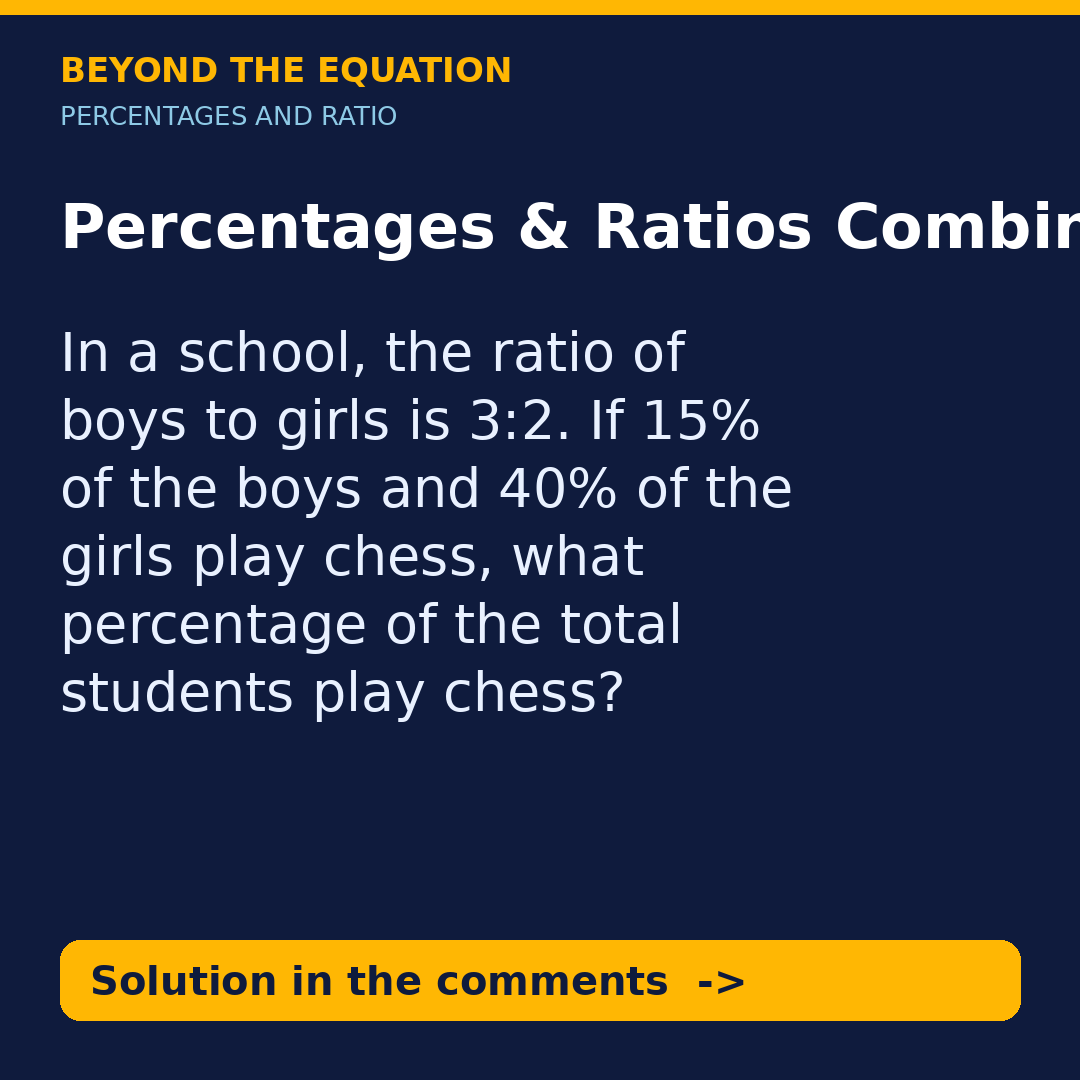 BEYOND THE EQUATION
PERCENTAGES AND RATIO
Percentages & Ratios
In a school, the ratio of
boys to girls is 3:2. If 15%
of the boys and 40% of the
girls play chess, what
percentage of the total
students play chess?
Solution in the comments ->